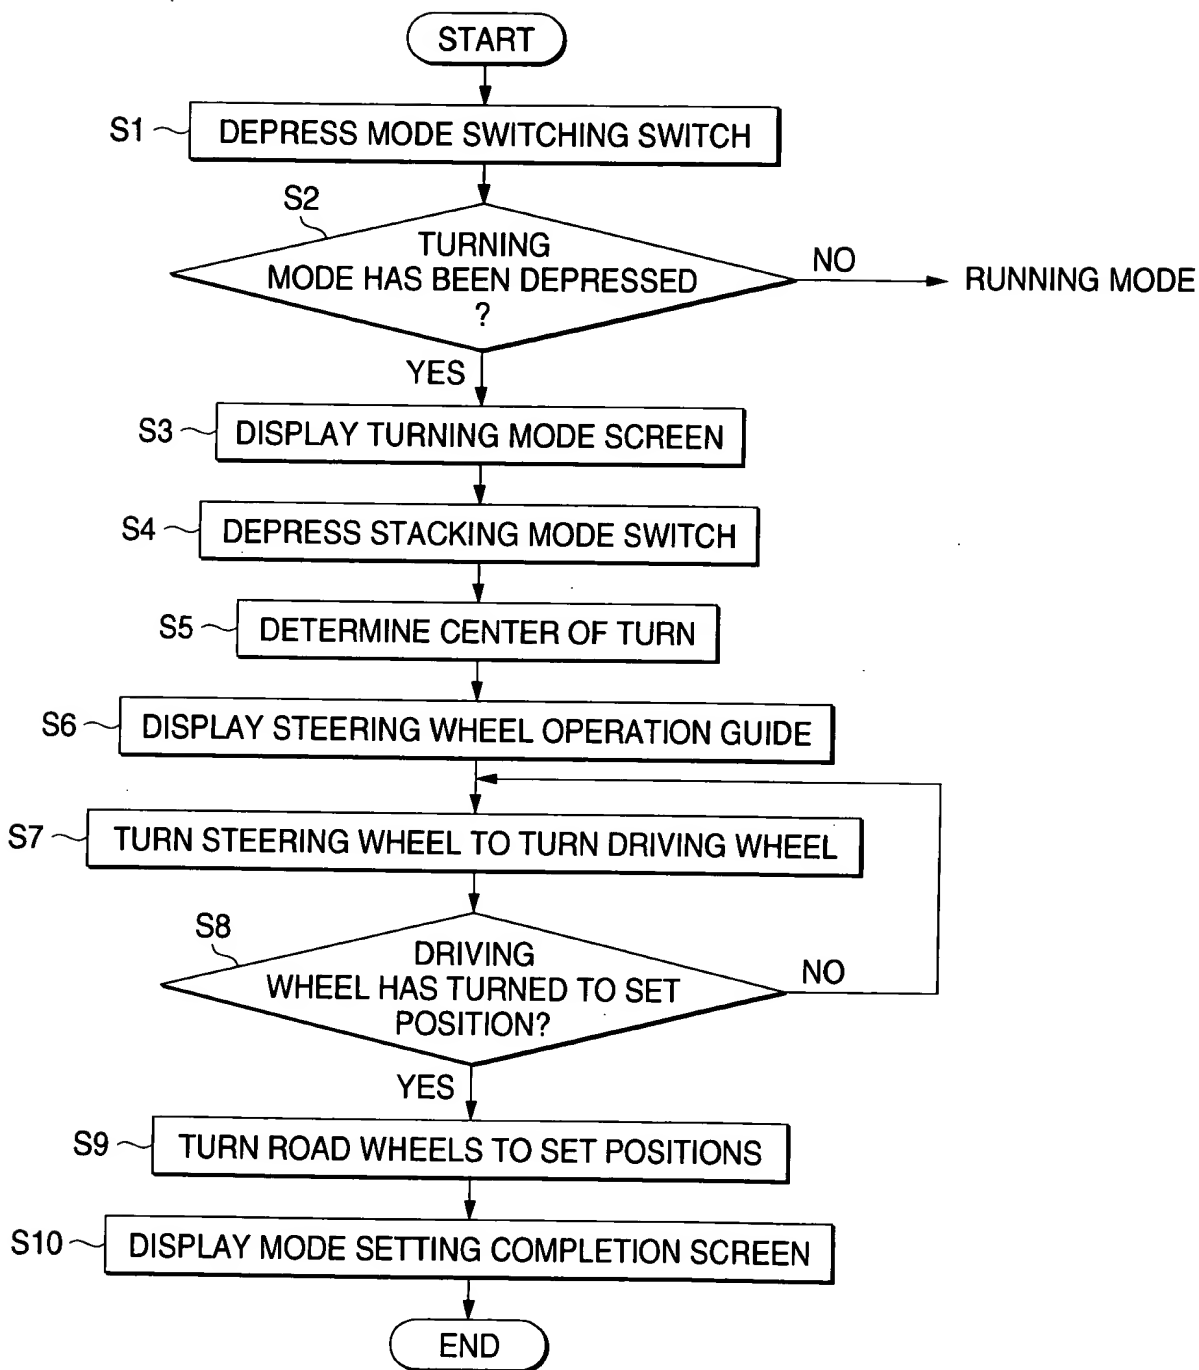 START
S1
DEPRESS MODE SWITCHING SWITCH
S2
TURNING
MODE HAS BEEN DEPRESSED
?
NO
RUNNING MODE
YES
S3
DISPLAY TURNING MODE SCREEN
S4
DEPRESS STACKING MODE SWITCH
S5
DETERMINE CENTER OF TURN
S6
DISPLAY STEERING WHEEL OPERATION GUIDE
S7
TURN STEERING WHEEL TO TURN DRIVING WHEEL
S8
DRIVING
WHEEL HAS TURNED TO SET
POSITION?
NO
YES
S9
TURN ROAD WHEELS TO SET POSITIONS
S10
DISPLAY MODE SETTING COMPLETION SCREEN
END